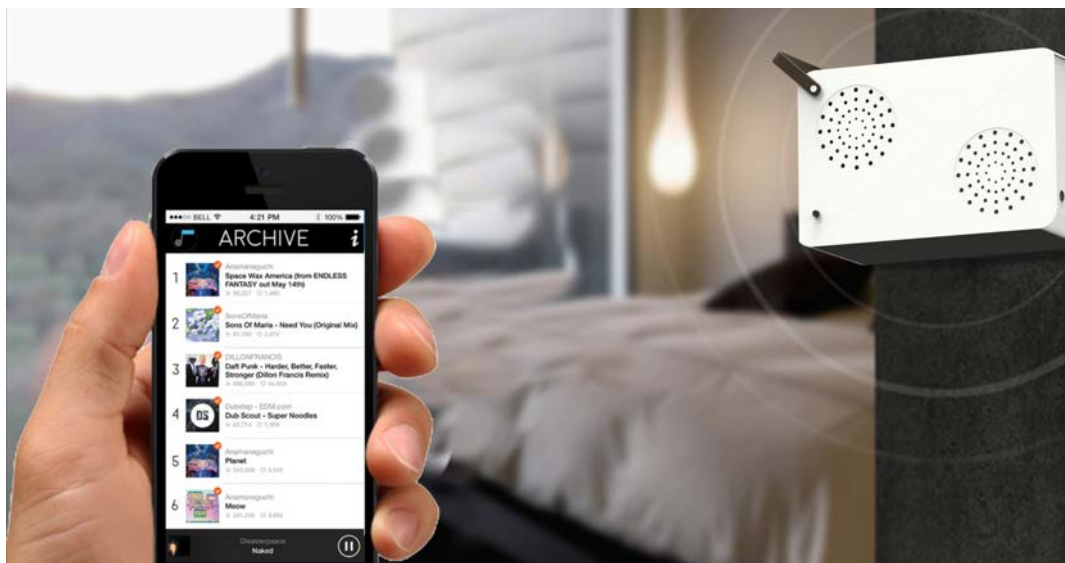 BELL
4:21 PM
100%
ARCHIVE
i
1
Anamanaguchi
Space Wax America (from ENDLESS
FANTASY out May 14th)
2
SonsOfMaria
Sons Of Maria - Need You (Original Mix)
3
DILLONFRANCIS
Daft Punk - Harder, Better, Faster,
Stronger (Dillon Francis Remix)
4
DS
Dubstep - EDM.com
Dub Scout - Super Noodles
5
Anamanaguchi
Planet
6
Anamanaguchi
Meow
Disasterpeace
Naked